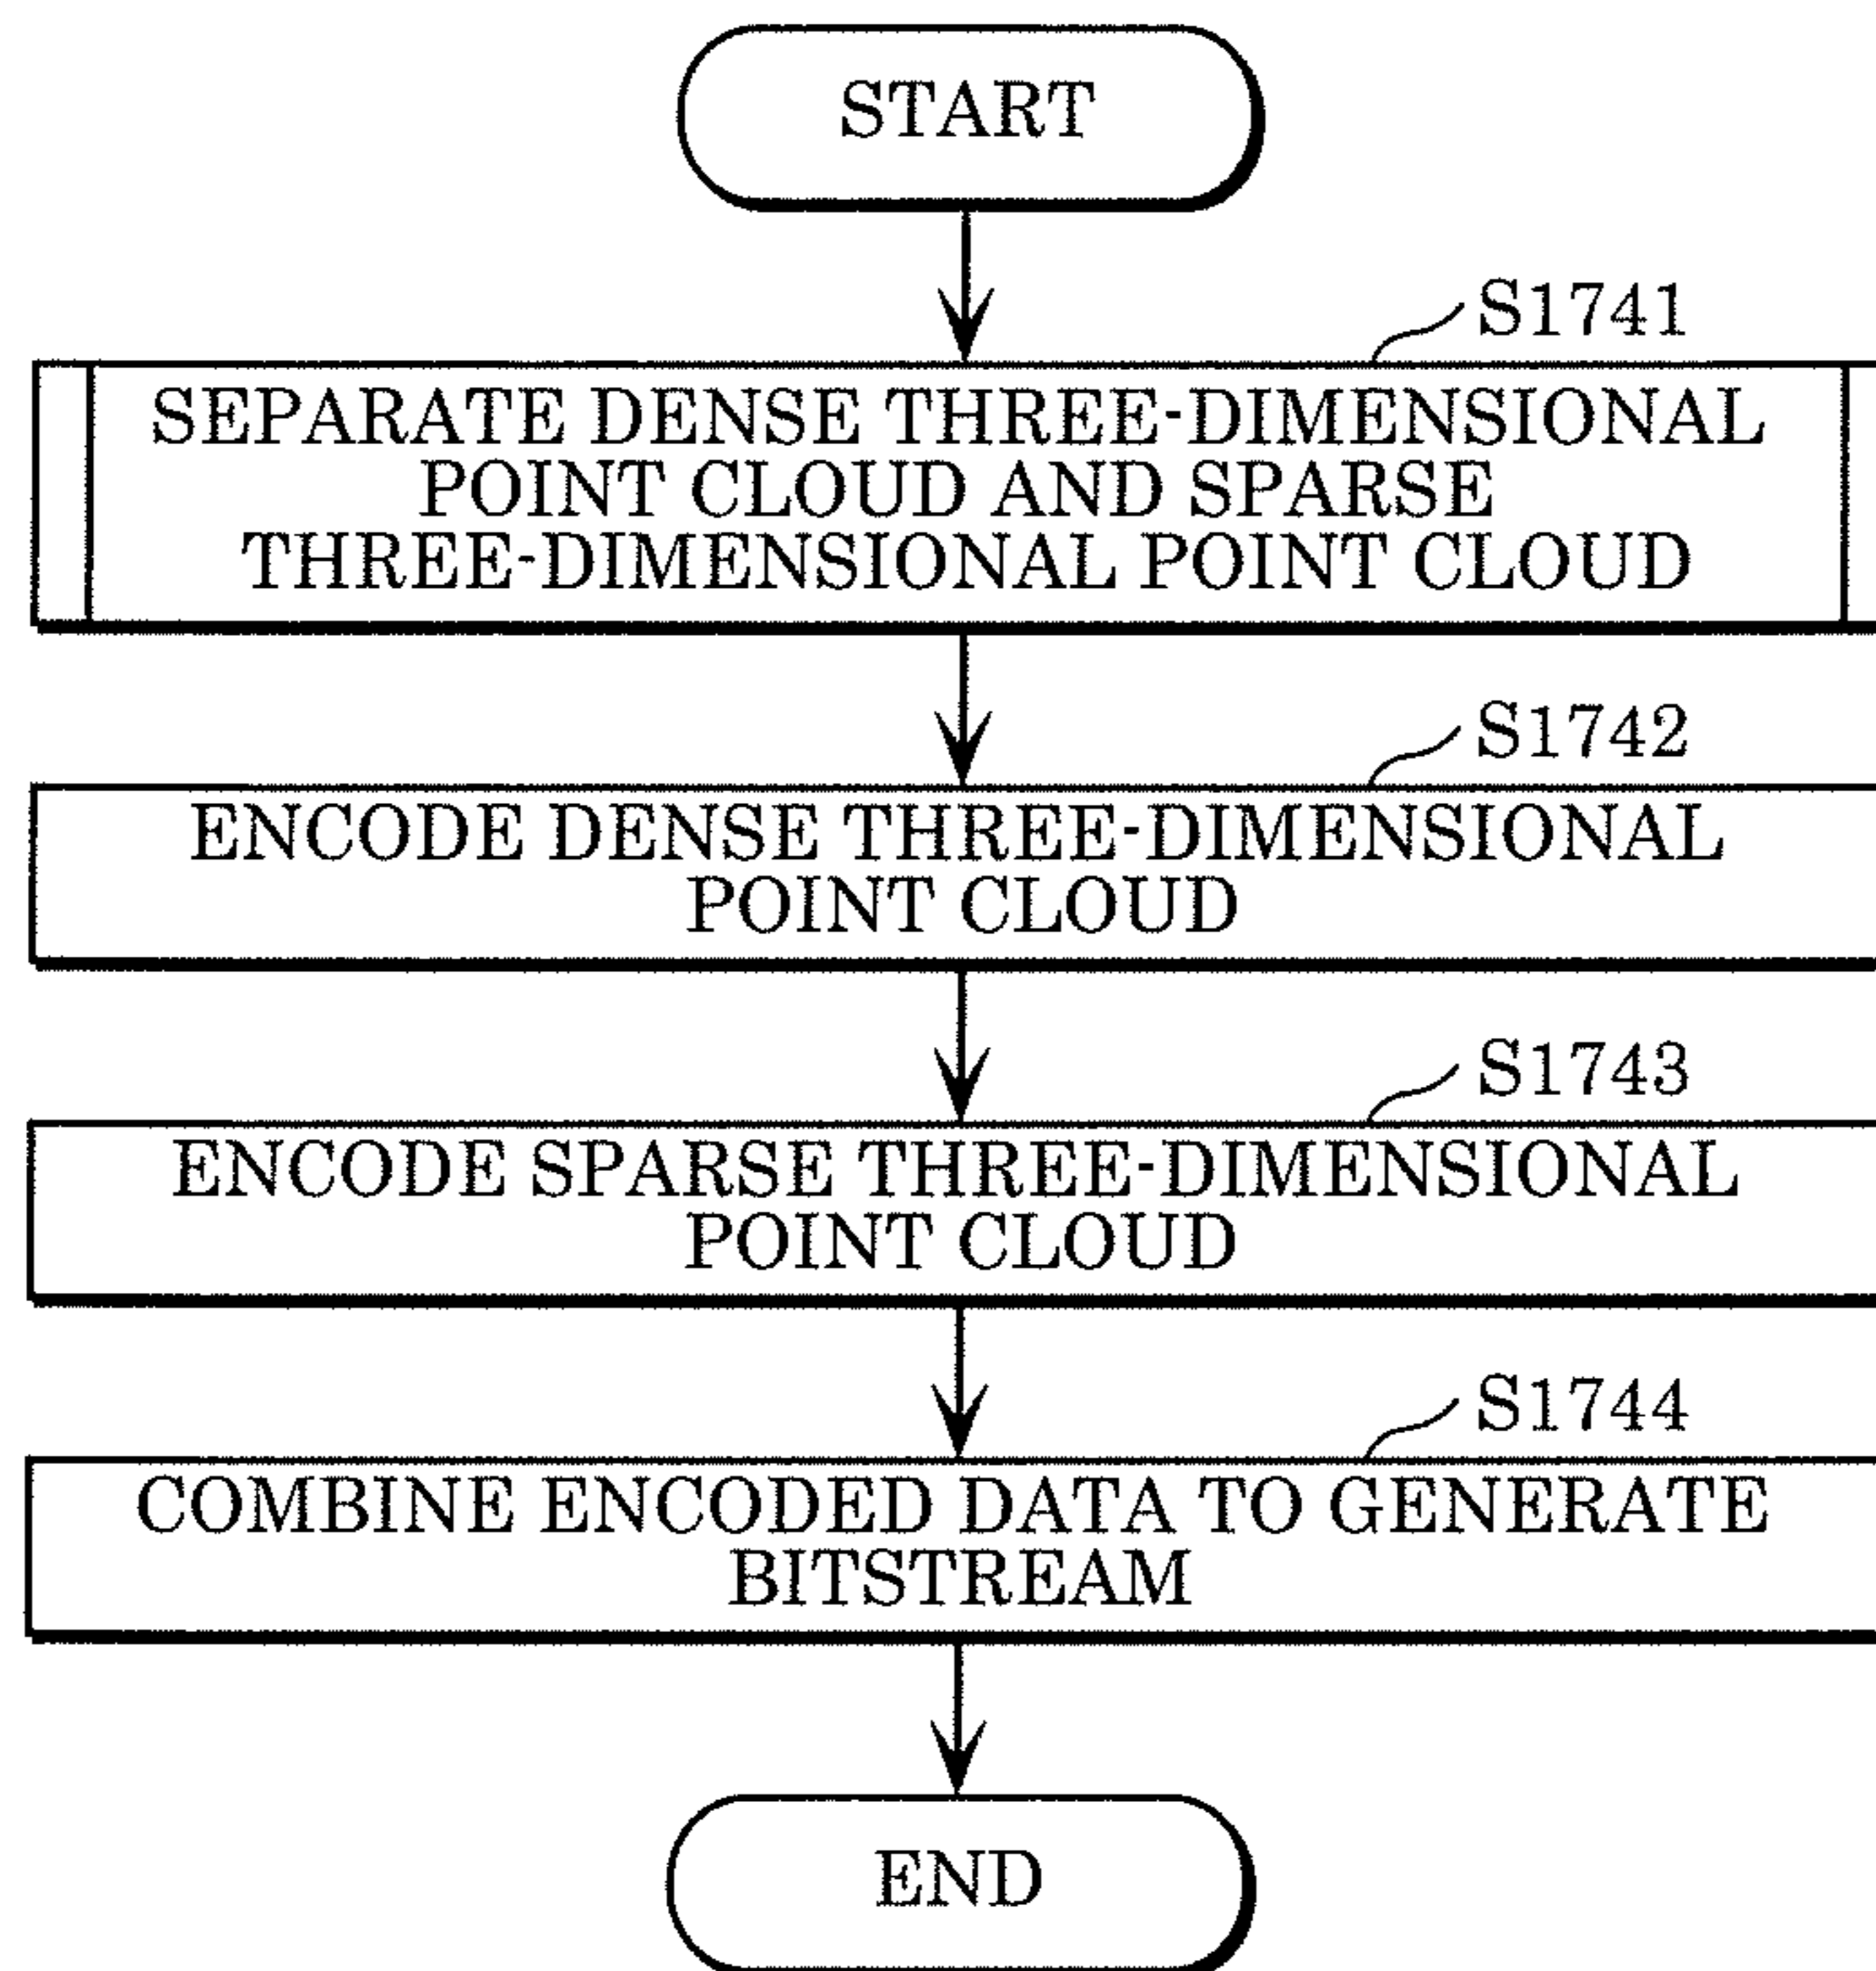 START
S1741
SEPARATE DENSE THREE-DIMENSIONAL
POINT CLOUD AND SPARSE
THREE-DIMENSIONAL POINT CLOUD
S1742
ENCODE DENSE THREE-DIMENSIONAL
POINT CLOUD
S1743
ENCODE SPARSE THREE-DIMENSIONAL
POINT CLOUD
S1744
COMBINE ENCODED DATA TO GENERATE
BITSTREAM
END